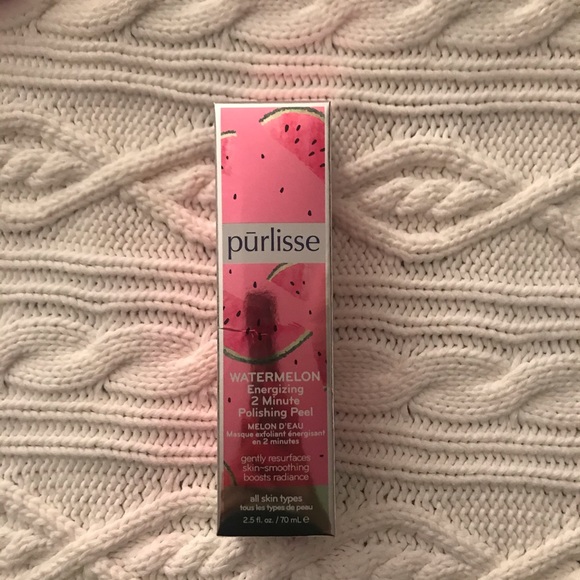 pūrlisse
WATERMELON
Energizing
2 Minute
Polishing Peel
MELON D'EAU
Masque exfoliant énergisant
en 2 minutes
gently resurfaces
skin-smoothing
boosts radiance
all skin types
tous les types de peau
2.5 fl. oz. / 70 mL ℮